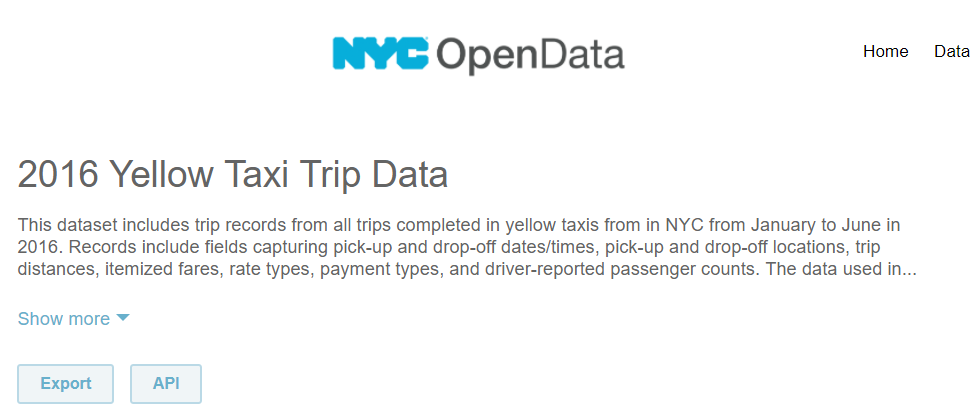 NYC OpenData
Home Data
2016 Yellow Taxi Trip Data
This dataset includes trip records from all trips completed in yellow taxis from in NYC from January to June in
2016. Records include fields capturing pick-up and drop-off dates/times, pick-up and drop-off locations, trip
distances, itemized fares, rate types, payment types, and driver-reported passenger counts. The data used in...
Show more
Export API